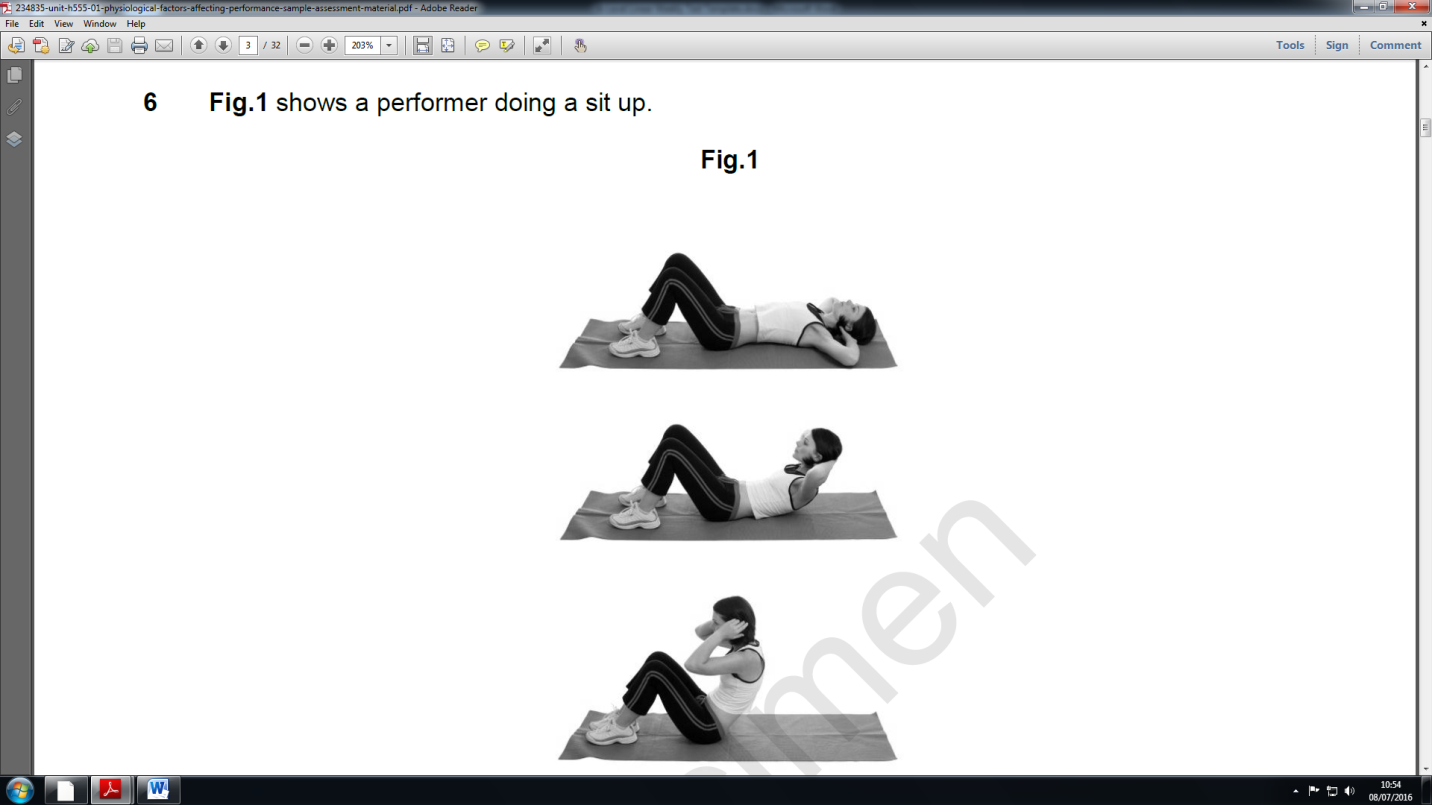 234835-unit-h555-01-physiological-factors-affecting-performance-sample-assessment-material.pdf - Adobe Reader
File Edit View Window Help
3 / 32 203% Tools Sign Comment
6 Fig.1 shows a performer doing a sit up.
Fig.1
imen
10:54
08/07/2016